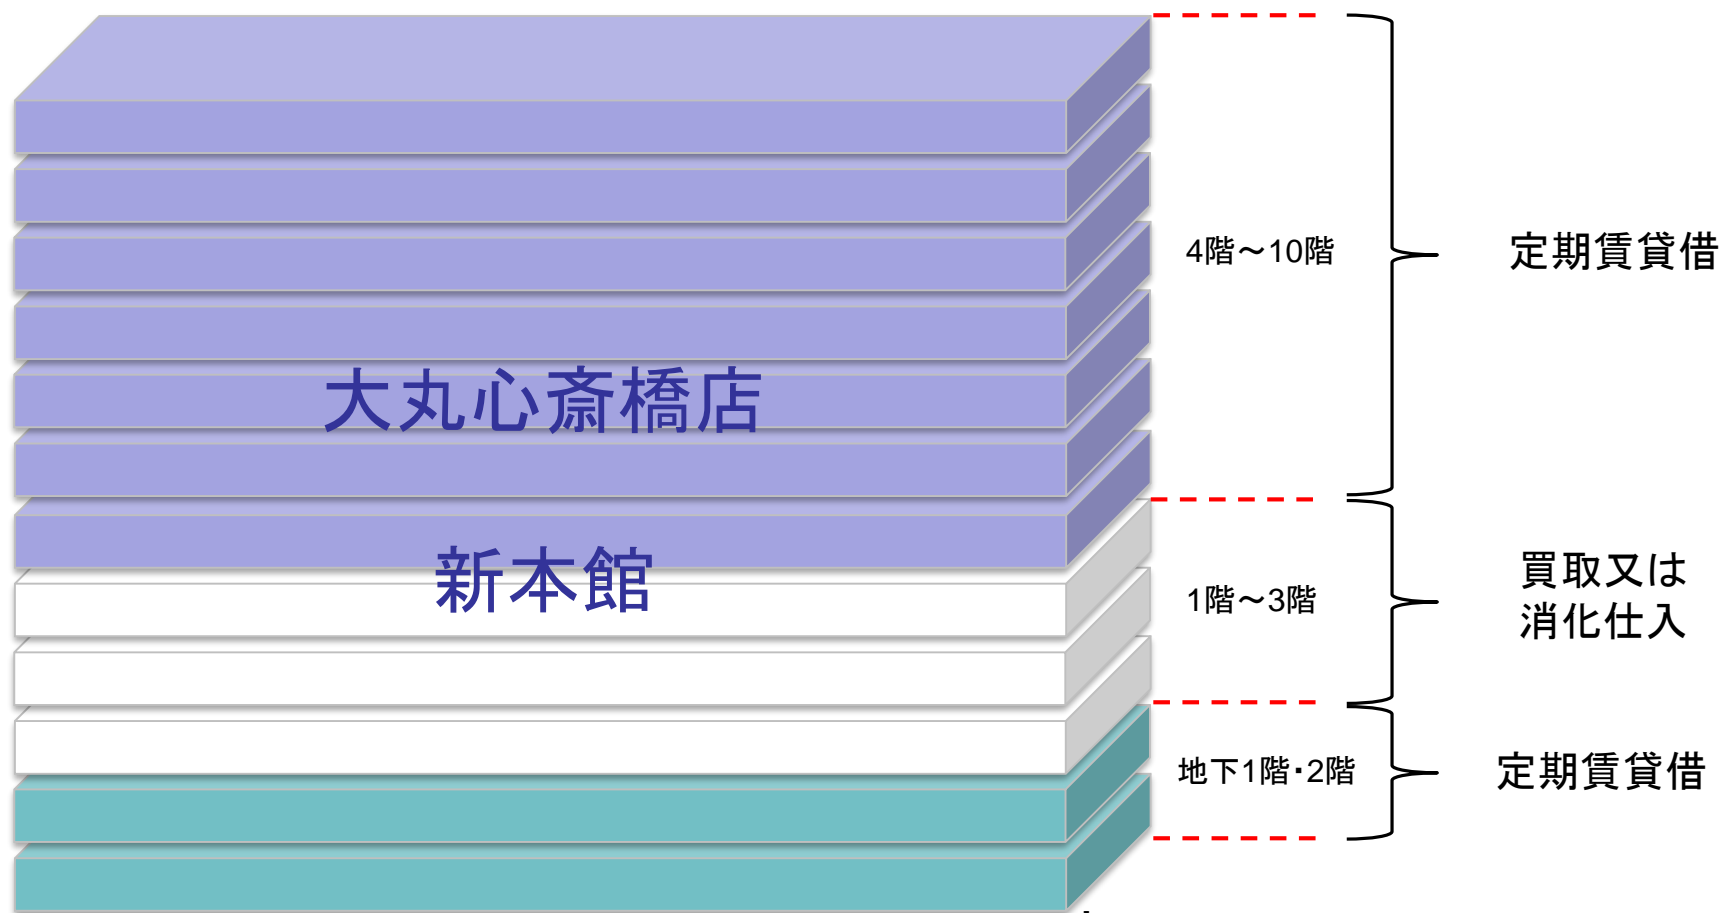 4階～10階
定期賃貸借
大丸心斎橋店
新本館
1階～3階
買取又は
消化仕入
地下1階・2階
定期賃貸借